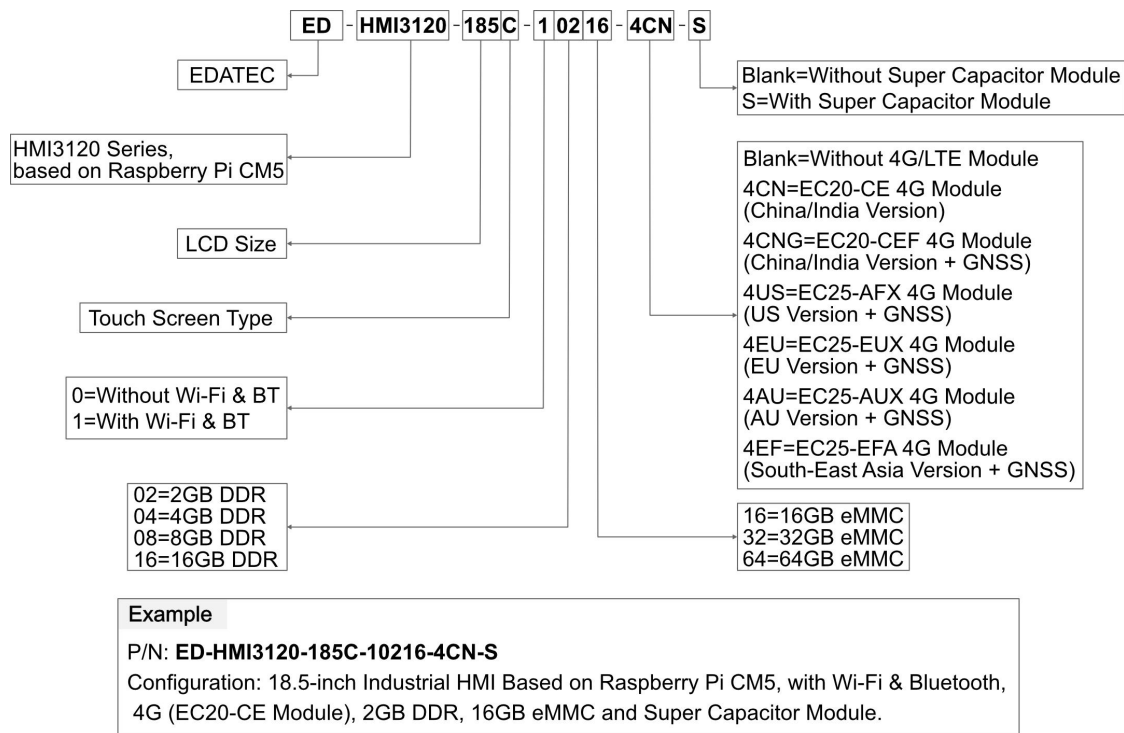 ED - HMI3120 - 185 C - 1 02 16 - 4CN - S
EDATEC
HMI3120 Series,
based on Raspberry Pi CM5
LCD Size
Touch Screen Type
0=Without Wi-Fi & BT
1=With Wi-Fi & BT
02=2GB DDR
04=4GB DDR
08=8GB DDR
16=16GB DDR
Blank=Without Super Capacitor Module
S=With Super Capacitor Module
Blank=Without 4G/LTE Module
4CN=EC20-CE 4G Module
(China/India Version)
4CNG=EC20-CEF 4G Module
(China/India Version + GNSS)
4US=EC25-AFX 4G Module
(US Version + GNSS)
4EU=EC25-EUX 4G Module
(EU Version + GNSS)
4AU=EC25-AUX 4G Module
(AU Version + GNSS)
4EF=EC25-EFA 4G Module
(South-East Asia Version + GNSS)
16=16GB eMMC
32=32GB eMMC
64=64GB eMMC
Example
P/N: ED-HMI3120-185C-10216-4CN-S
Configuration: 18.5-inch Industrial HMI Based on Raspberry Pi CM5, with Wi-Fi & Bluetooth,
4G (EC20-CE Module), 2GB DDR, 16GB eMMC and Super Capacitor Module.